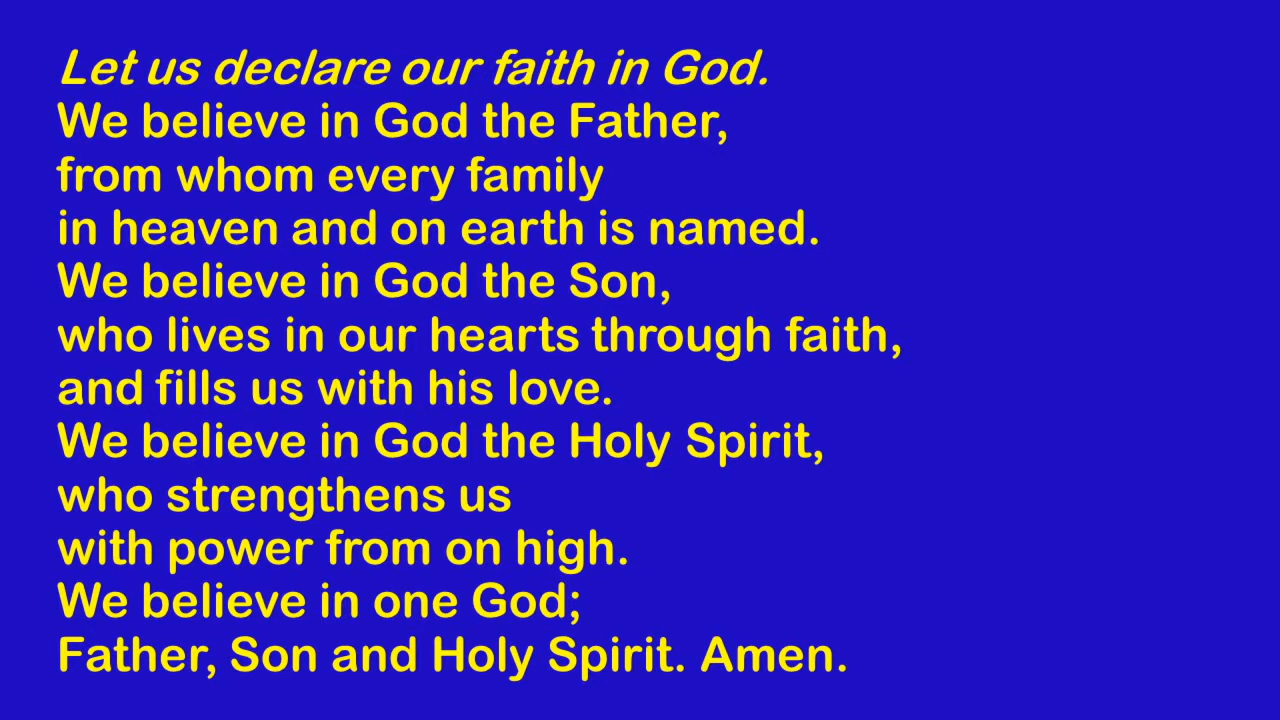 Let us declare our faith in God.
We believe in God the Father,
from whom every family
in heaven and on earth is named.
We believe in God the Son,
who lives in our hearts through faith,
and fills us with his love.
We believe in God the Holy Spirit,
who strengthens us
with power from on high.
We believe in one God;
Father, Son and Holy Spirit. Amen.